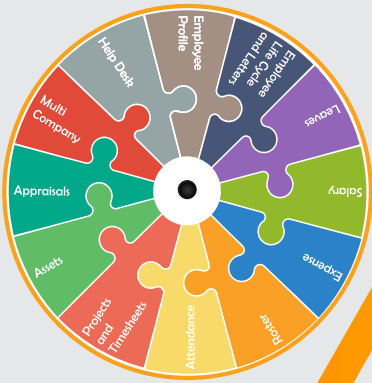 Employee
Profile
Employee
Life Cycle
and Letters
Leaves
Salary
Expense
Roster
Attendance
Projects
and
Timesheets
Assets
Appraisals
Multi
Company
Help Desk